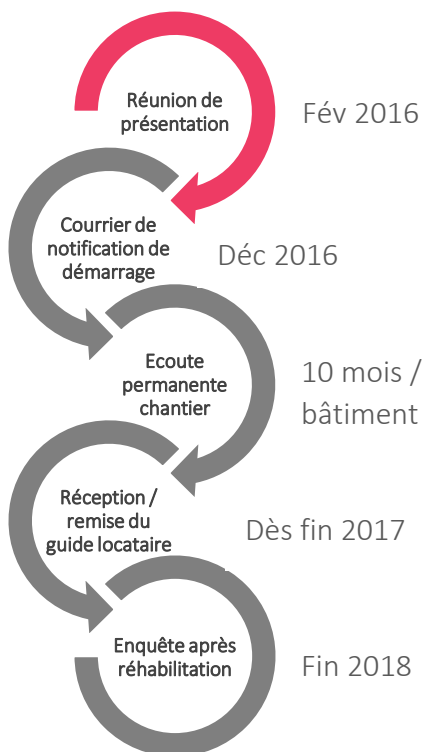 Réunion de
présentation
Fév 2016
Courrier de
notification de
démarrage
Déc 2016
Ecoute
permanente
chantier
10 mois /
bâtiment
Réception /
remise du
guide locataire
Dès fin 2017
Enquête après
réhabilitation
Fin 2018